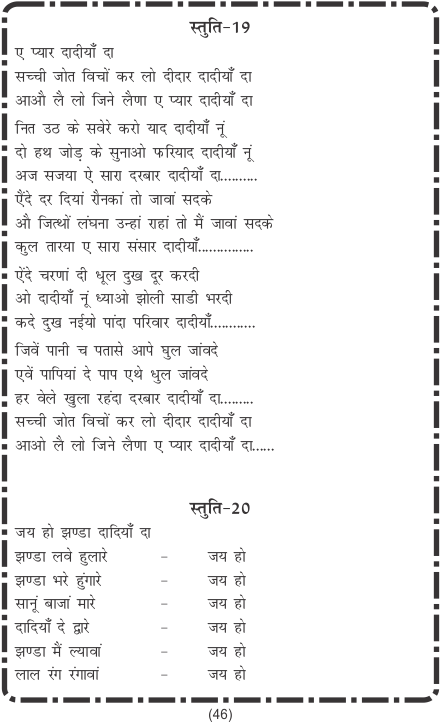 स्तुति-19
ए प्यार दादीयाँ दा
सच्ची जोत विचों कर लो दीदार दादीयाँ दा
आऔ लै लो जिने लैणा ए प्यार दादीयाँ दा
नित उठ के सवेरे करो याद दादीयाँ नूं
दो हथ जोड़ के सुनाओ फरियाद दादीयाँ नूं
अज सजया ऐ सारा दरबार दादीयाँ दा..........
एैंदे दर दियां रौनकां तो जावां सदके
औ जित्थों लंघना उन्हां राहां तो मैं जावां सदके
कुल तारया ए सारा संसार दादीयाँ...............
ऐंदे चरणां दी धूल दुख दूर करदी
ओ दादीयाँ नूं ध्याओ झोली साडी भरदी
कदे दुख नईयो पांदा परिवार दादीयाँ............
जिवें पानी च पतासे आपे घुल जांवदे
एवें पापियां दे पाप एथे धुल जांवदे
हर वेले खुला रहंदा दरबार दादीयाँ दा.........
सच्ची जोत विचों कर लो दीदार दादीयाँ दा
आओ लै लो जिने लैणा ए प्यार दादीयाँ दा......
स्तुति-20
जय हो झण्डा दादियाँ दा
झण्डा लवे हुलारे - जय हो
झण्डा भरे हुंगारे - जय हो
सानूं बाजां मारे - जय हो
दादियाँ दे द्वारे - जय हो
झण्डा मैं ल्यावां - जय हो
लाल रंग रंगावां - जय हो
(46)